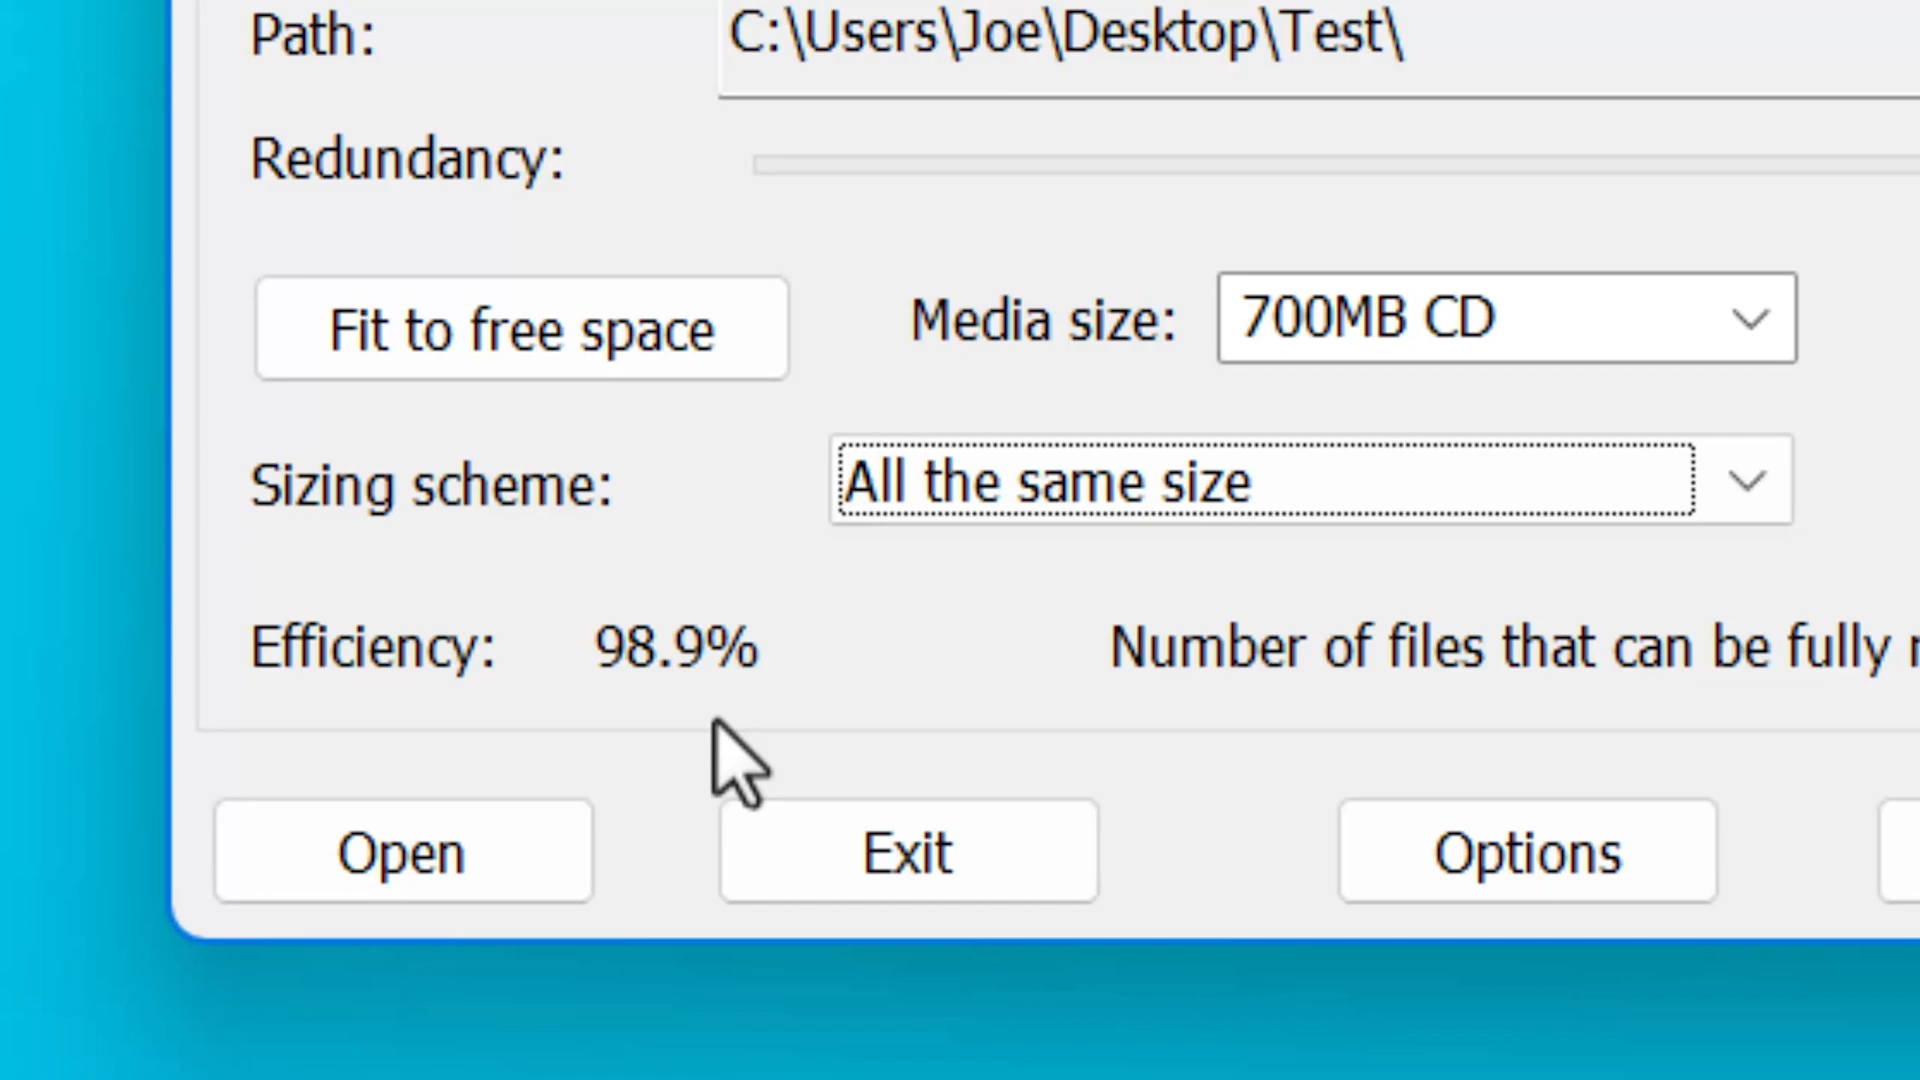 Path: C:\Users\Joe\Desktop\Test\
Redundancy:
Fit to free space Media size: 700MB CD
Sizing scheme: All the same size
Efficiency: 98.9% Number of files that can be fully
Open Exit Options